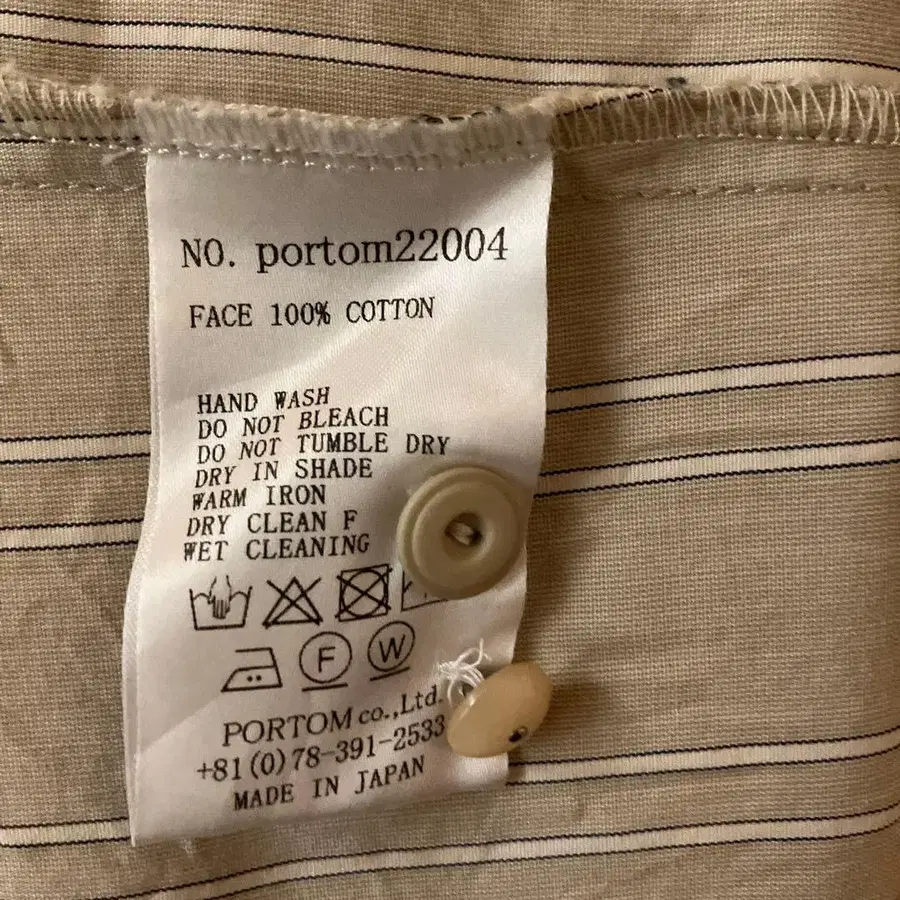 NO. portom22004
FACE 100% COTTON
HAND WASH
DO NOT BLEACH
DO NOT TUMBLE DRY
DRY IN SHADE
WARM IRON
DRY CLEAN F
WET CLEANING
F W
PORTOM co.,Ltd.
+81(0)78-391-2533
MADE IN JAPAN